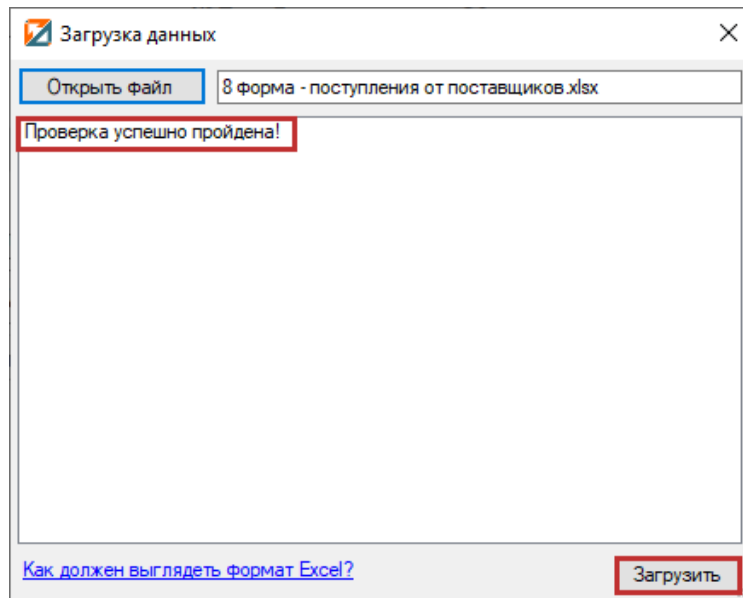 Загрузка данных
Открыть файл
8 форма - поступления от поставщиков.xlsx
Проверка успешно пройдена!
Как должен выглядеть формат Excel?
Загрузить